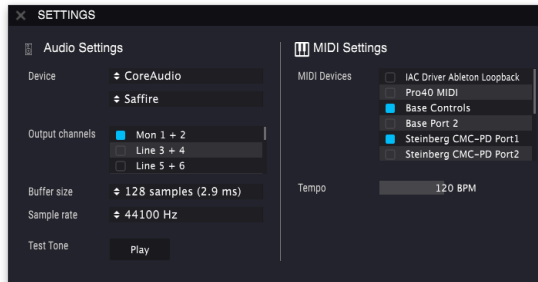 SETTINGS
Audio Settings
Device
CoreAudio
Saffire
Output channels
Mon 1 + 2
Line 3 + 4
Line 5 + 6
Buffer size
128 samples (2.9 ms)
Sample rate
44100 Hz
Test Tone
Play
MIDI Settings
MIDI Devices
IAC Driver Ableton Loopback
Pro40 MIDI
Base Controls
Base Port 2
Steinberg CMC-PD Port1
Steinberg CMC-PD Port2
Tempo
120 BPM